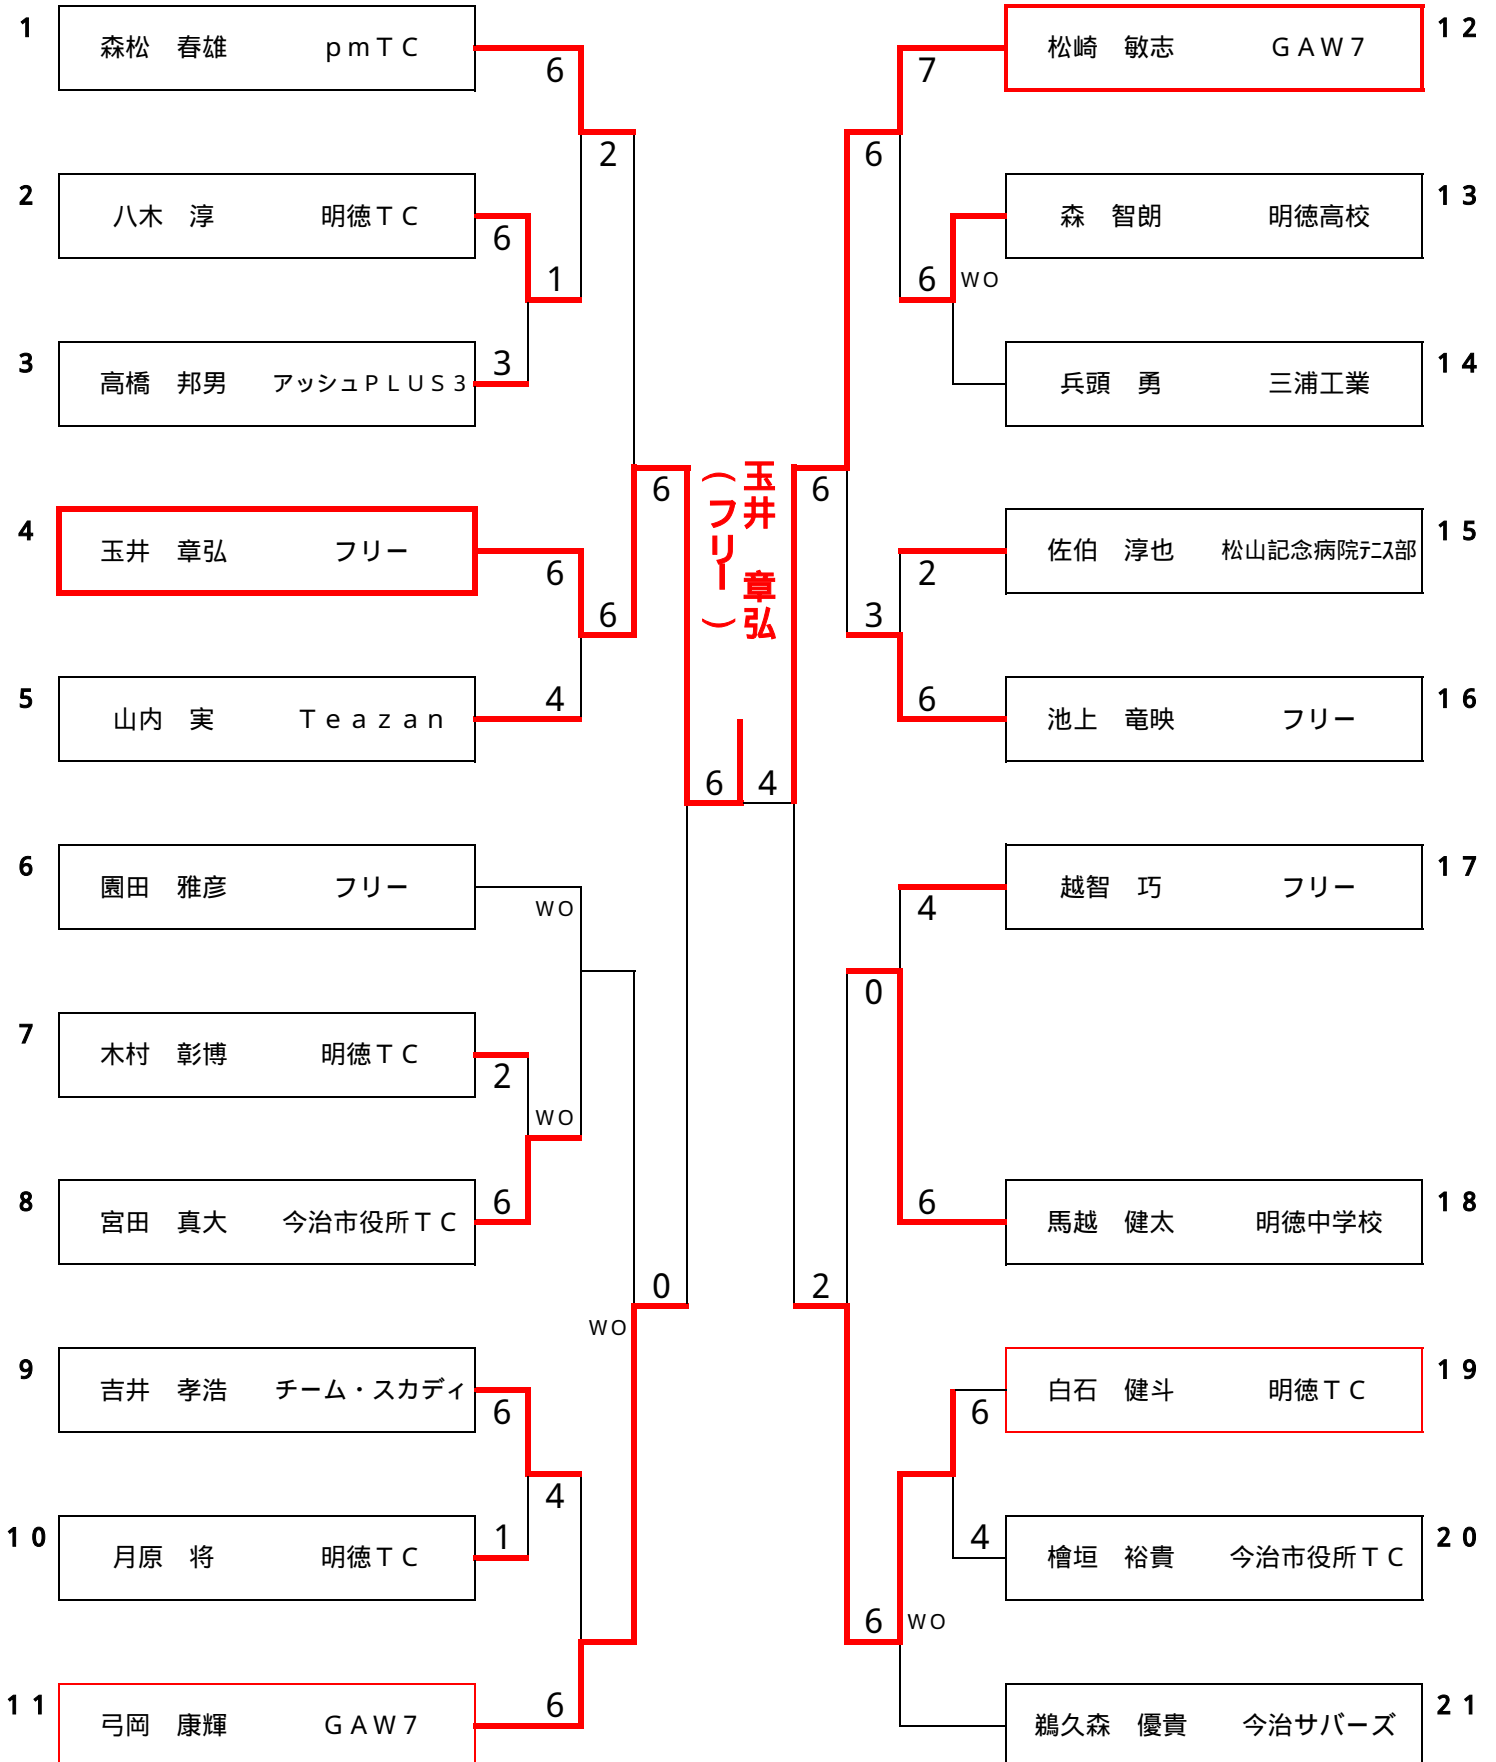 1 森松　春雄 ｐｍＴＣ
6
2
2 八木　淳 明徳ＴＣ
6
1
3 高橋　邦男 アッシュＰＬＵＳ３
3
4 玉井　章弘 フリー
6
6
6
5 山内　実 Ｔｅａｚａｎ
4
6 園田　雅彦 フリー
WO
7 木村　彰博 明徳ＴＣ
2
WO
8 宮田　真大 今治市役所ＴＣ
6
0
WO
9 吉井　孝浩 チーム・スカディ
6
4
10 月原　将 明徳ＴＣ
1
11 弓岡　康輝 ＧＡＷ７
6
玉井　章弘
（フリー）
6 4
12 松崎　敏志 ＧＡＷ７
7
6
13 森　智朗 明徳高校
6 WO
14 兵頭　勇 三浦工業
6
15 佐伯　淳也 松山記念病院ﾃﾆｽ部
2
3
16 池上　竜映 フリー
6
17 越智　巧 フリー
4
0
18 馬越　健太 明徳中学校
6
2
19 白石　健斗 明徳ＴＣ
6
20 檜垣　裕貴 今治市役所ＴＣ
4
6 WO
21 鵜久森　優貴 今治サバーズ